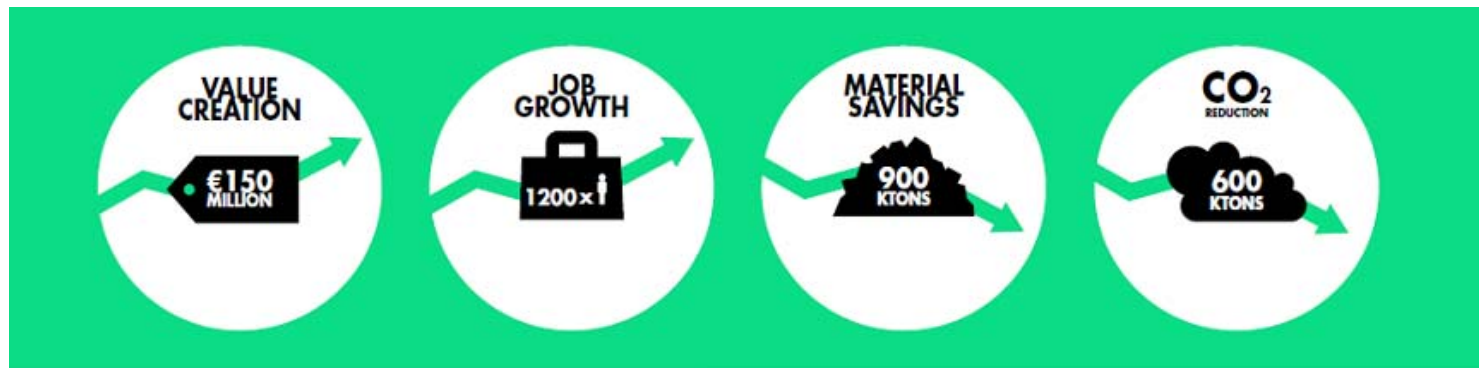 VALUE
CREATION
€150
MILLION
JOB
GROWTH
1200x
MATERIAL
SAVINGS
900
KTONS
CO₂
REDUCTION
600
KTONS